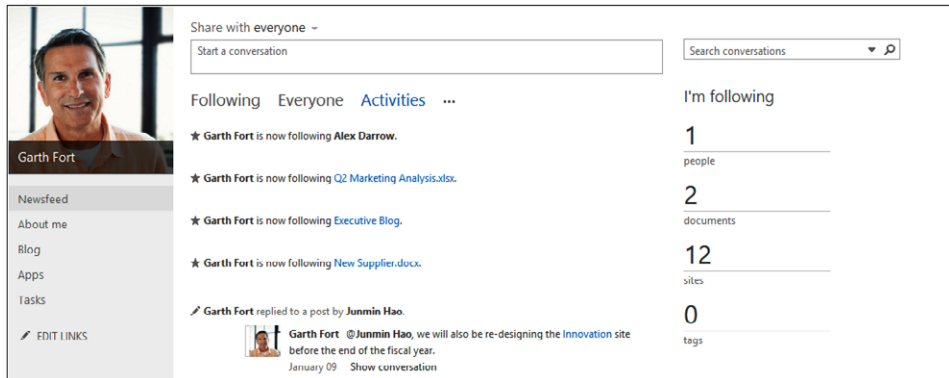 Garth Fort
Newsfeed
About me
Blog
Apps
Tasks
EDIT LINKS
Share with everyone
Start a conversation
Following Everyone Activities ...
Garth Fort is now following Alex Darrow.
Garth Fort is now following Q2 Marketing Analysis.xlsx.
Garth Fort is now following Executive Blog.
Garth Fort is now following New Supplier.docx.
Garth Fort replied to a post by Junmin Hao.
Garth Fort @Junmin Hao, we will also be re-designing the Innovation site
before the end of the fiscal year.
January 09 Show conversation
Search conversations
I'm following
1
people
2
documents
12
sites
0
tags